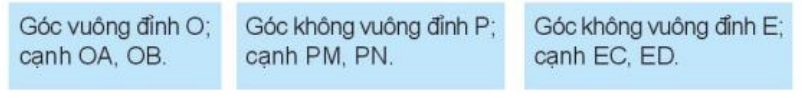 Góc vuông đỉnh O;
cạnh OA, OB.
Góc không vuông đỉnh P;
cạnh PM, PN.
Góc không vuông đỉnh E;
cạnh EC, ED.